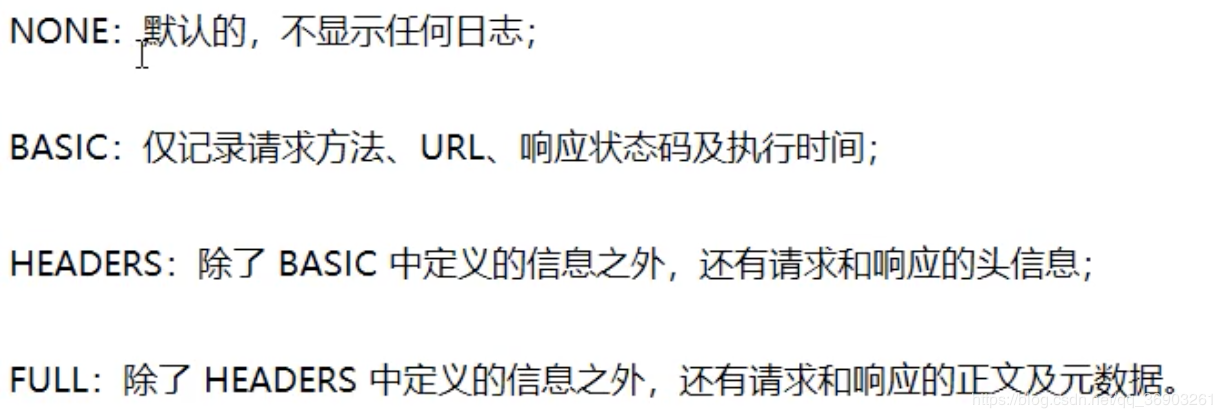 NONE：默认的，不显示任何日志；
BASIC：仅记录请求方法、URL、响应状态码及执行时间；
HEADERS：除了 BASIC 中定义的信息之外，还有请求和响应的头信息；
FULL：除了 HEADERS 中定义的信息之外，还有请求和响应的正文及元数据。
https://blog.csdn.net/qq_36903261